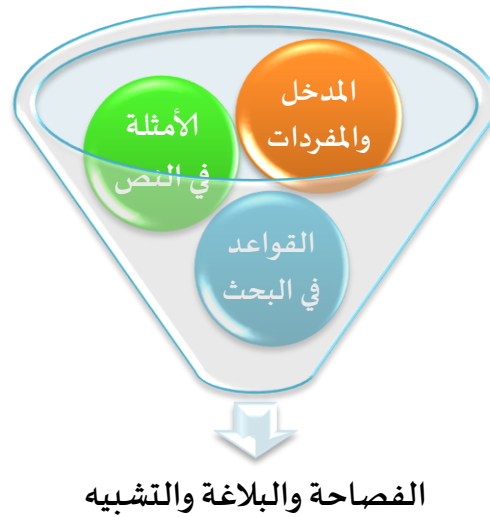 المدخل
والمفردات
الأمثلة
في النص
القواعد
في البحث
الفصاحة والبلاغة والتشبيه